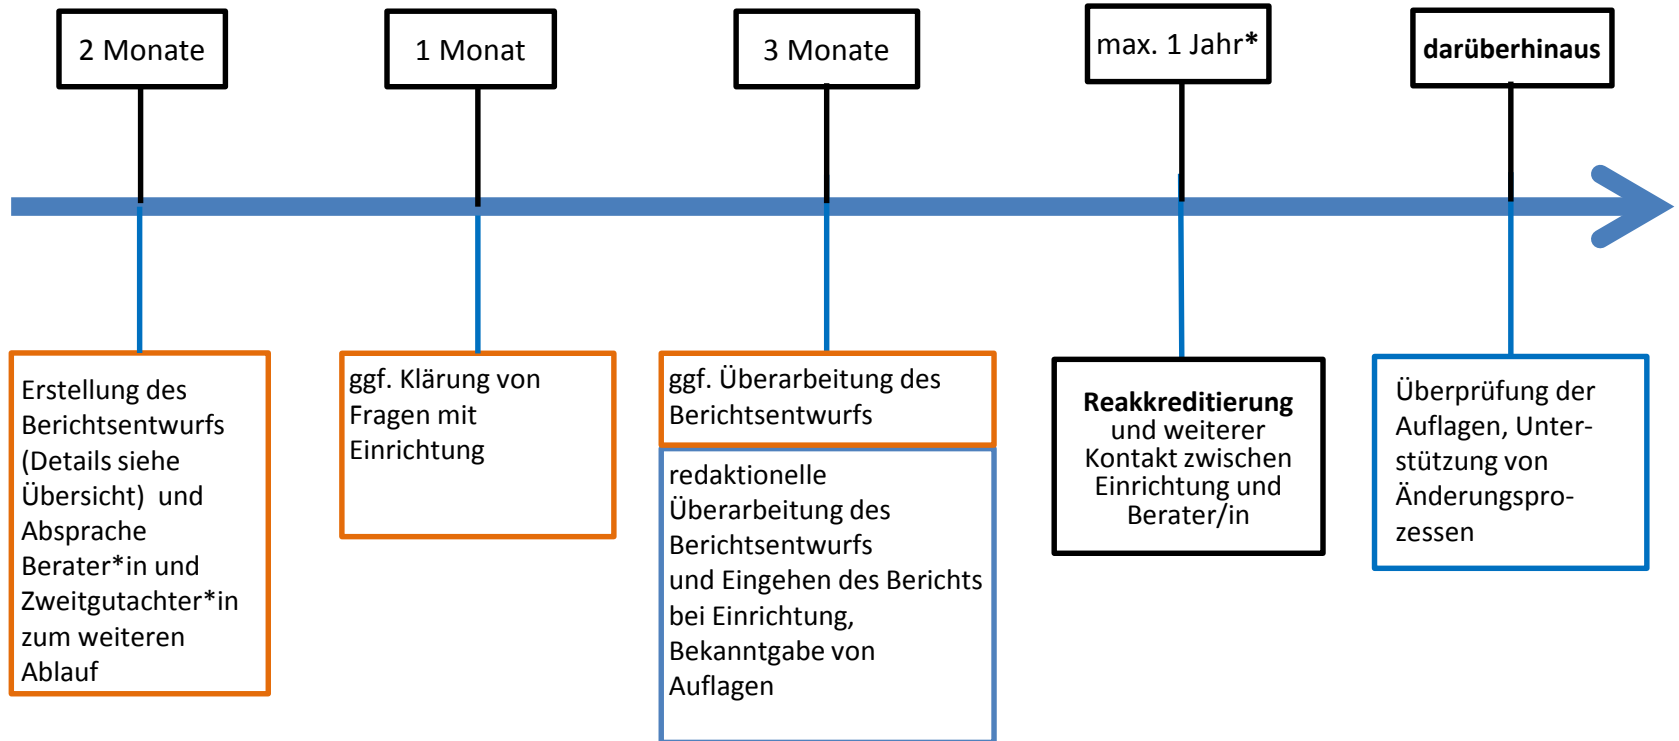 2 Monate
1 Monat
3 Monate
max. 1 Jahr*
darüberhinaus
Erstellung des
Berichtsentwurfs
(Details siehe
Übersicht) und
Absprache
Berater*in und
Zweitgutachter*in
zum weiteren
Ablauf
ggf. Klärung von
Fragen mit
Einrichtung
ggf. Überarbeitung des
Berichtsentwurfs
redaktionelle
Überarbeitung des
Berichtsentwurfs
und Eingehen des Berichts
bei Einrichtung,
Bekanntgabe von
Auflagen
Reakkreditierung
und weiterer
Kontakt zwischen
Einrichtung und
Berater/in
Überprüfung der
Auflagen, Unter-
stützung von
Änderungspro-
zessen